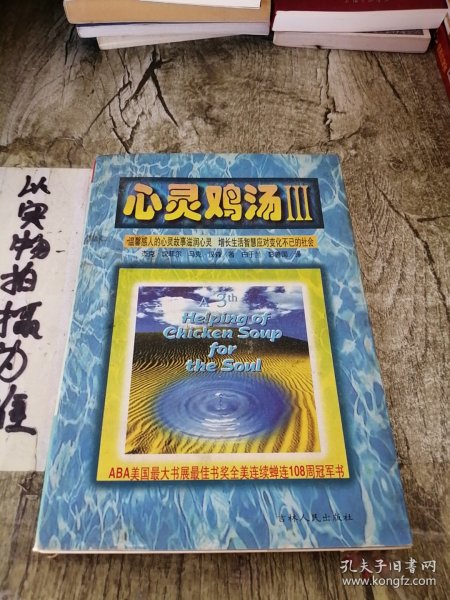 心灵鸡汤III
温馨感人的心灵故事滋润心灵 增长生活智慧应对变化不已的社会
A 3th
Helping of
Chicken Soup
for
the Soul
ABA美国最大书展最佳书奖全美连续蝉连108周冠军书
吉林人民出版社
以实物拍摄为准
孔夫子旧书网
www.kongfz.com